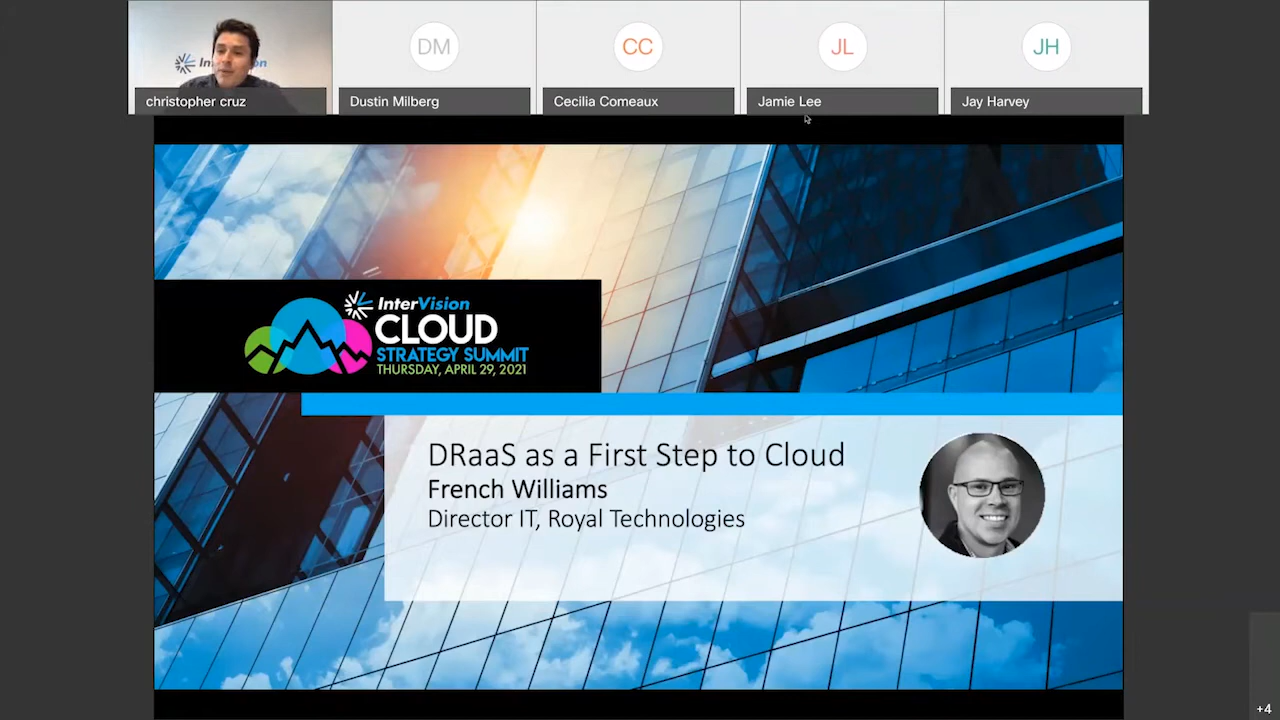 DM
CC
JL
JH
christopher cruz
Dustin Milberg
Cecilia Comeaux
Jamie Lee
Jay Harvey
InterVision
CLOUD
STRATEGY SUMMIT
THURSDAY, APRIL 29, 2021
DRaaS as a First Step to Cloud
French Williams
Director IT, Royal Technologies
+4